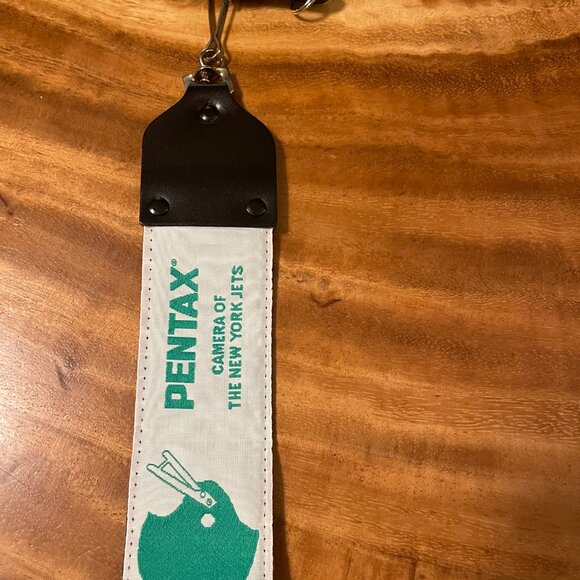 PENTAX®
CAMERA OF
THE NEW YORK JETS